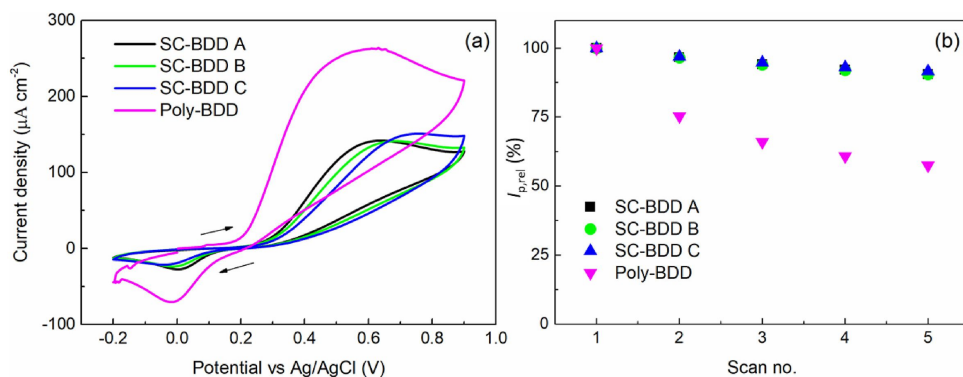 300
200
100
0
-100
Current density (μA cm-2)
-0.2 0.0 0.2 0.4 0.6 0.8 1.0
Potential vs Ag/AgCl (V)
SC-BDD A
SC-BDD B
SC-BDD C
Poly-BDD
(a)
100
75
50
25
0
Ip,rel (%)
1 2 3 4 5
Scan no.
SC-BDD A
SC-BDD B
SC-BDD C
Poly-BDD
(b)